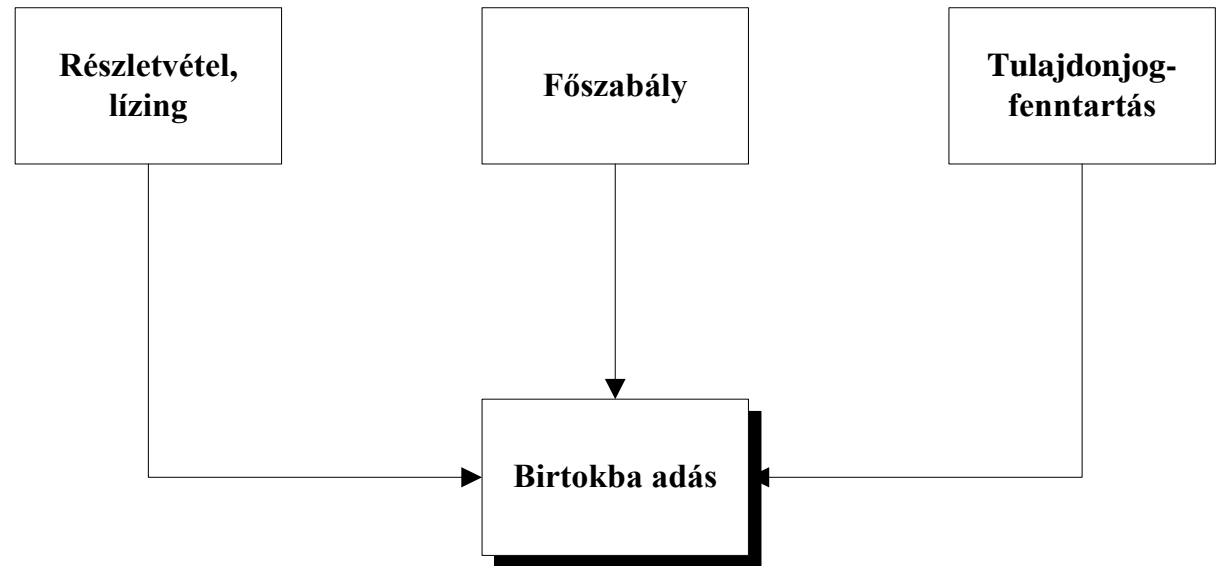 Részletvétel,
lízing
Főszabály
Tulajdonjog-
fenntartás
Birtokba adás